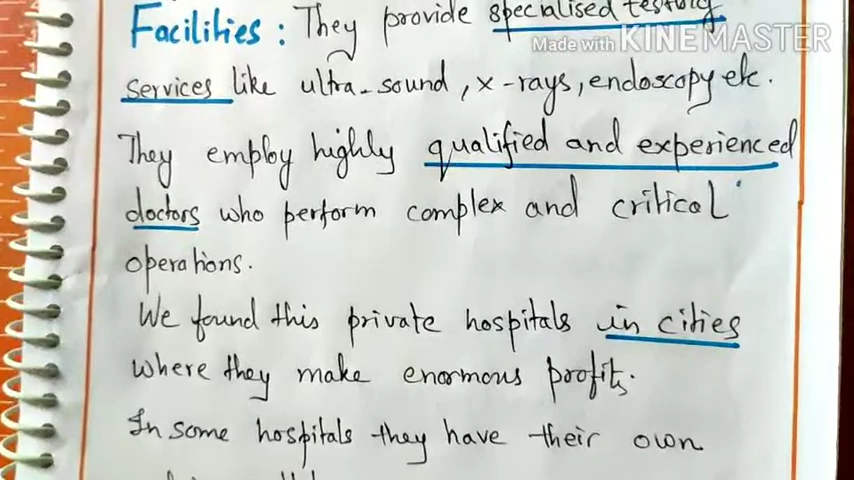 Facilities : They provide specialised testing
Made with KINEMASTER
services like ultra-sound, x-rays, endoscopy etc.
They employ highly qualified and experienced
doctors who perform complex and critical
operations.
We found this private hospitals in cities
where they make enormous profits.
In some hospitals they have their own